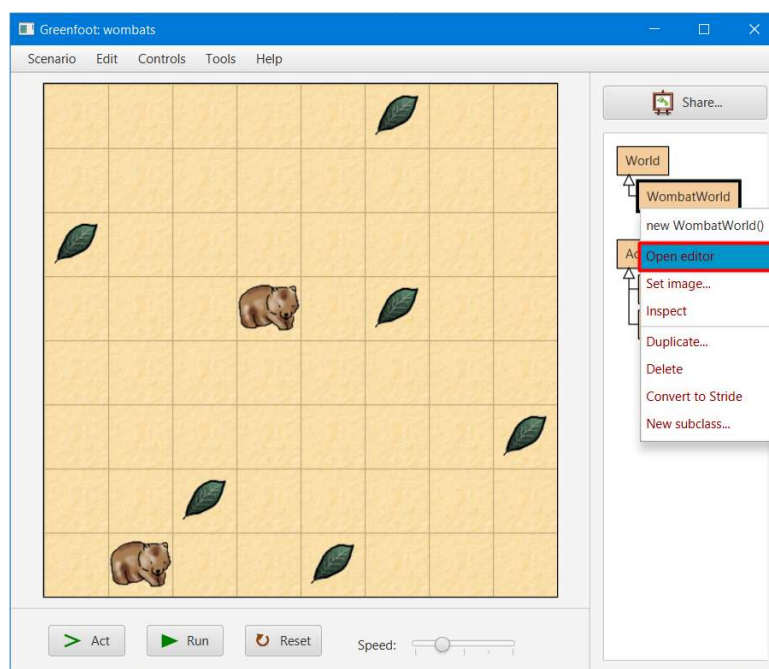 Greenfoot: wombats
Scenario Edit Controls Tools Help
Share...
World
WombatWorld
new WombatWorld()
Open editor
Set image...
Inspect
Duplicate...
Delete
Convert to Stride
New subclass...
Act
Run
Reset
Speed: